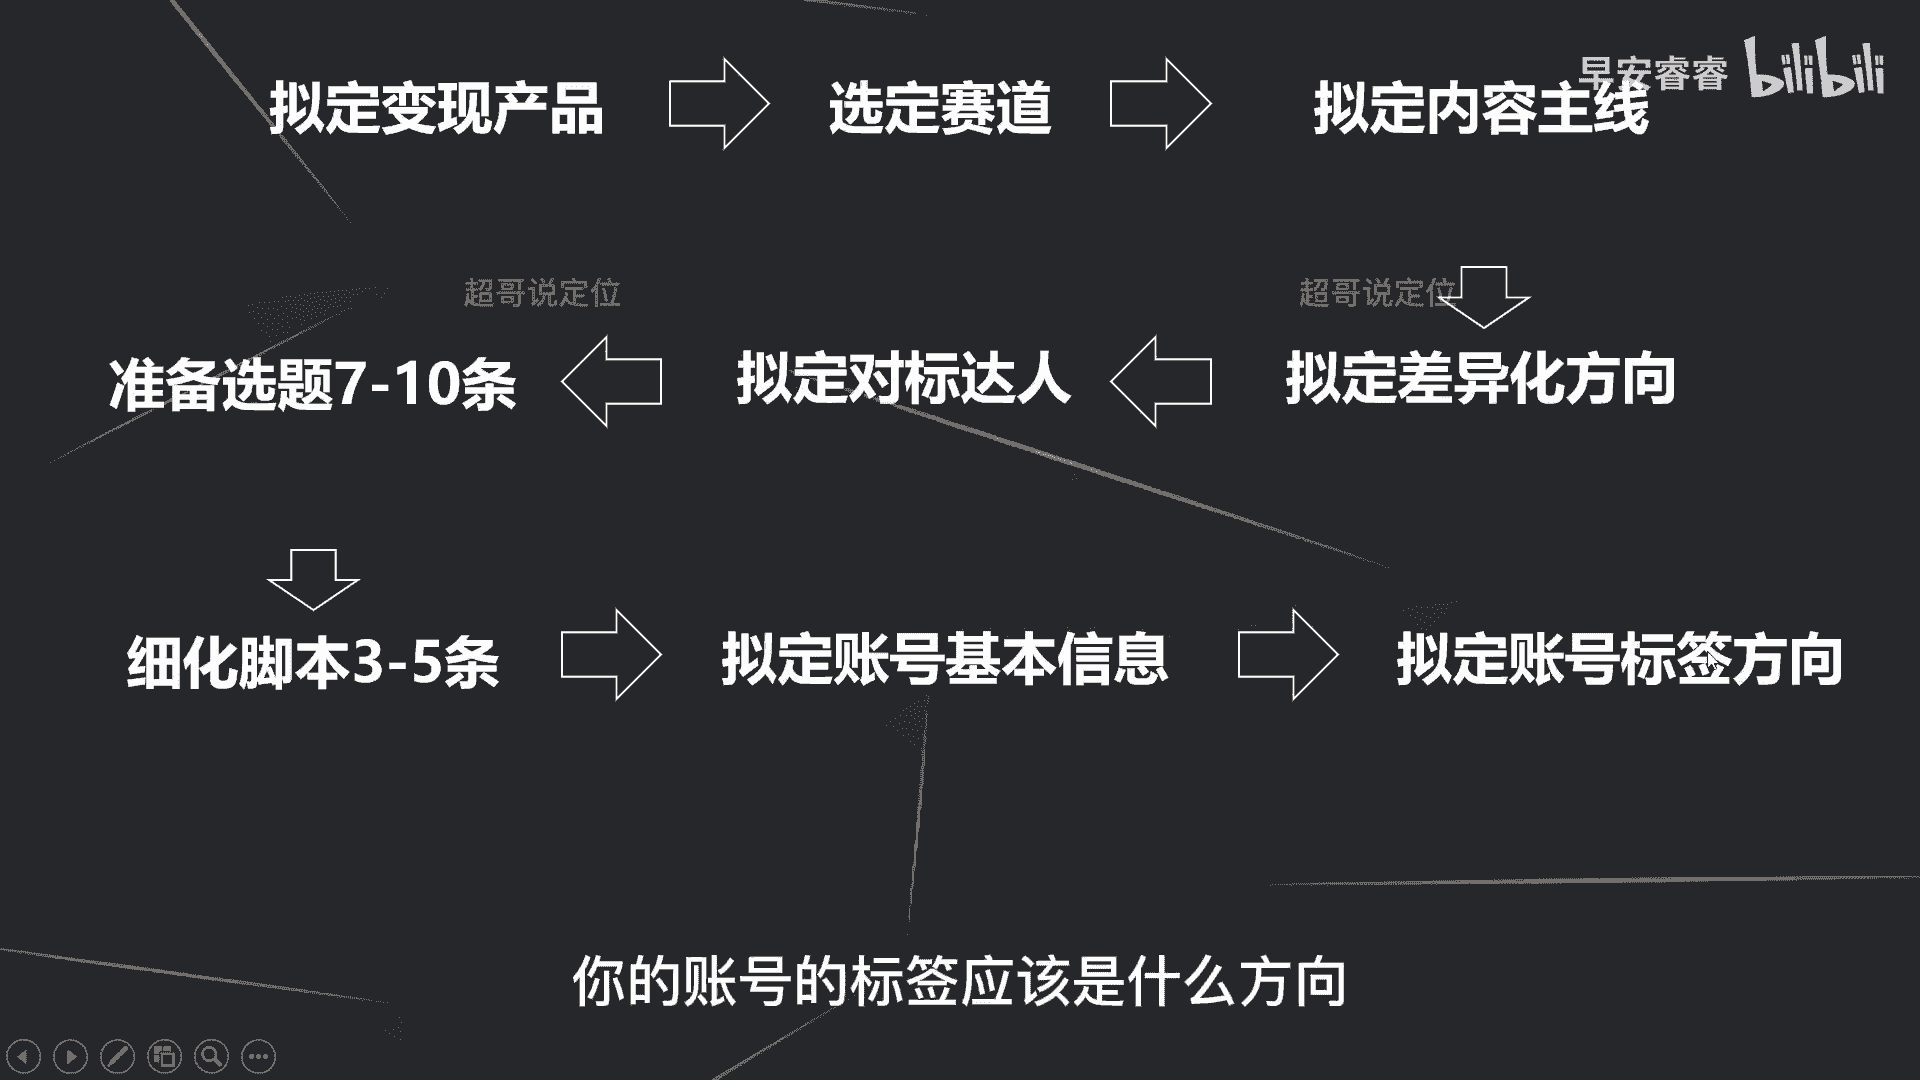 早安睿睿 bilibili
拟定变现产品
选定赛道
拟定内容主线
超哥说定位
超哥说定位
拟定差异化方向
拟定对标达人
准备选题7-10条
细化脚本3-5条
拟定账号基本信息
拟定账号标签方向
你的账号的标签应该是什么方向